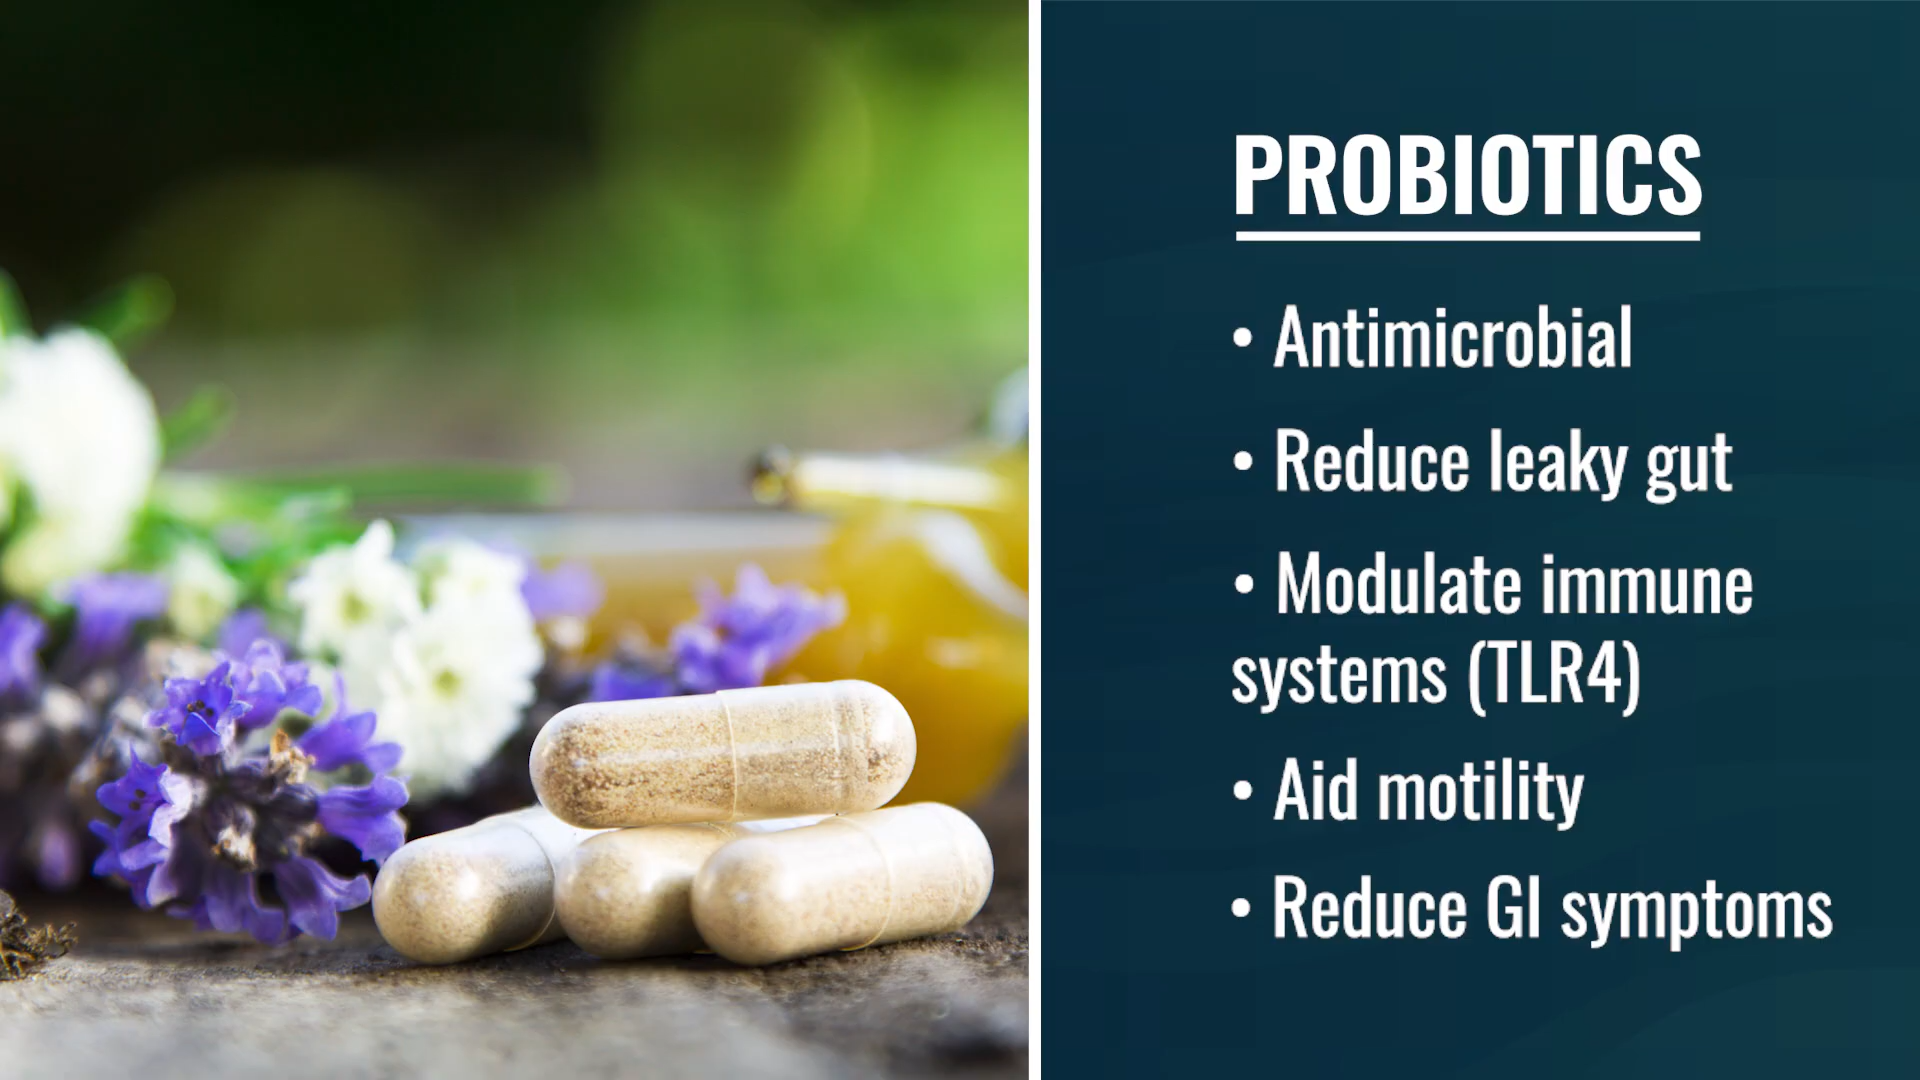 PROBIOTICS
• Antimicrobial
• Reduce leaky gut
• Modulate immune
systems (TLR4)
• Aid motility
• Reduce GI symptoms